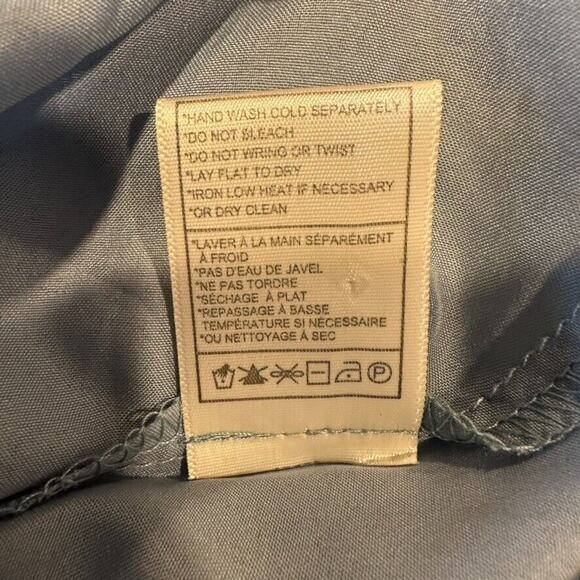 *HAND WASH COLD SEPARATELY
*DO NOT BLEACH
*DO NOT WRING OR TWIST
*LAY FLAT TO DRY
*IRON LOW HEAT IF NECESSARY
*OR DRY CLEAN
*LAVER À LA MAIN SÉPARÉMENT
À FROID
*PAS D'EAU DE JAVEL
*NE PAS TORDRE
*SÉCHAGE À PLAT
*REPASSAGE À BASSE
TEMPÉRATURE SI NÉCESSAIRE
*OU NETTOYAGE À SEC
P